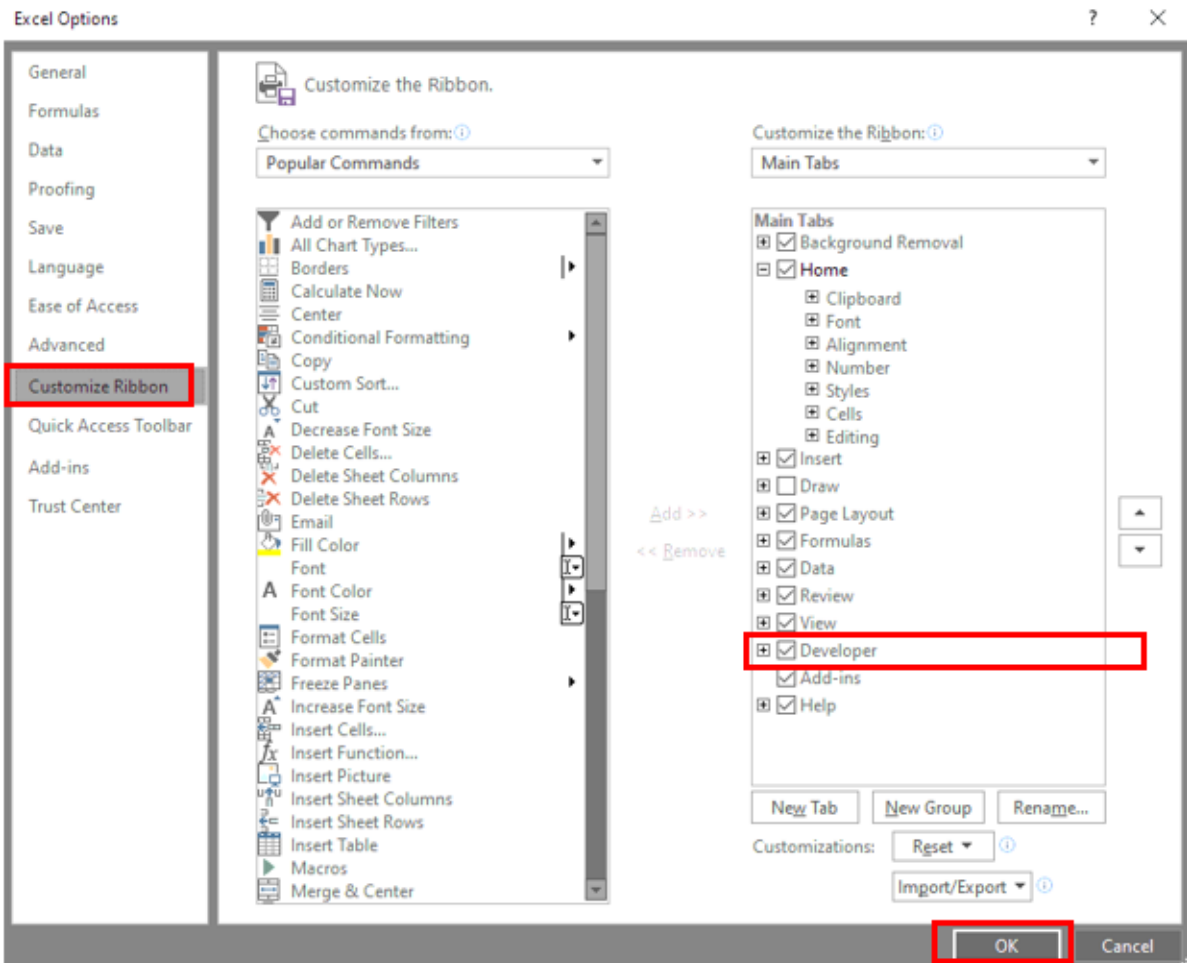 Excel Options
?
General
Formulas
Data
Proofing
Save
Language
Ease of Access
Advanced
Customize Ribbon
Quick Access Toolbar
Add-ins
Trust Center
Customize the Ribbon.
Choose commands from:
Popular Commands
Add or Remove Filters
All Chart Types...
Borders
Calculate Now
Center
Conditional Formatting
Copy
Custom Sort...
Cut
Decrease Font Size
Delete Cells...
Delete Sheet Columns
Delete Sheet Rows
Email
Fill Color
Font
Font Color
Font Size
Format Cells
Format Painter
Freeze Panes
Increase Font Size
Insert Cells...
Insert Function...
Insert Picture
Insert Sheet Columns
Insert Sheet Rows
Insert Table
Macros
Merge & Center
Add >>
<< Remove
Customize the Ribbon:
Main Tabs
Main Tabs
Background Removal
Home
Clipboard
Font
Alignment
Number
Styles
Cells
Editing
Insert
Draw
Page Layout
Formulas
Data
Review
View
Developer
Add-ins
Help
New Tab
New Group
Rename...
Customizations:
Reset
Import/Export
OK
Cancel